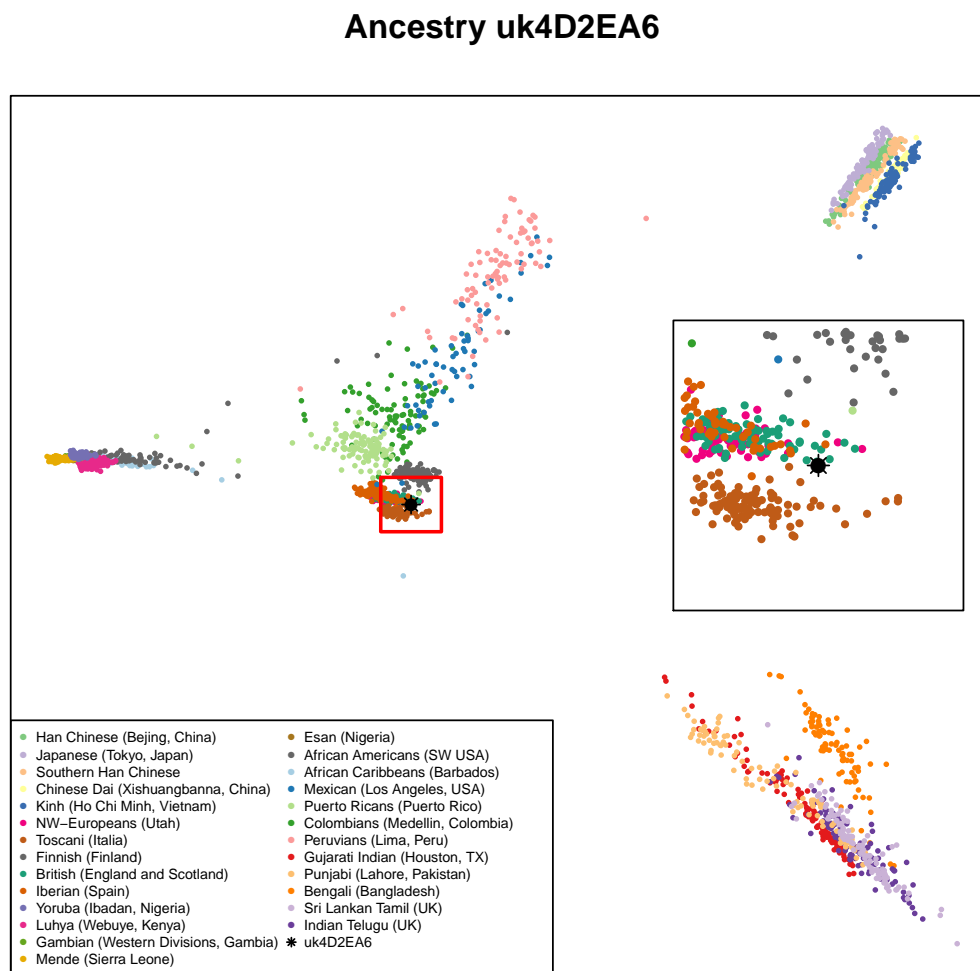 Ancestry uk4D2EA6
Han Chinese (Bejing, China)
Japanese (Tokyo, Japan)
Southern Han Chinese
Chinese Dai (Xishuangbanna, China)
Kinh (Ho Chi Minh, Vietnam)
NW−Europeans (Utah)
Toscani (Italia)
Finnish (Finland)
British (England and Scotland)
Iberian (Spain)
Yoruba (Ibadan, Nigeria)
Luhya (Webuye, Kenya)
Gambian (Western Divisions, Gambia)
Mende (Sierra Leone)
Esan (Nigeria)
African Americans (SW USA)
African Caribbeans (Barbados)
Mexican (Los Angeles, USA)
Puerto Ricans (Puerto Rico)
Colombians (Medellin, Colombia)
Peruvians (Lima, Peru)
Gujarati Indian (Houston, TX)
Punjabi (Lahore, Pakistan)
Bengali (Bangladesh)
Sri Lankan Tamil (UK)
Indian Telugu (UK)
uk4D2EA6